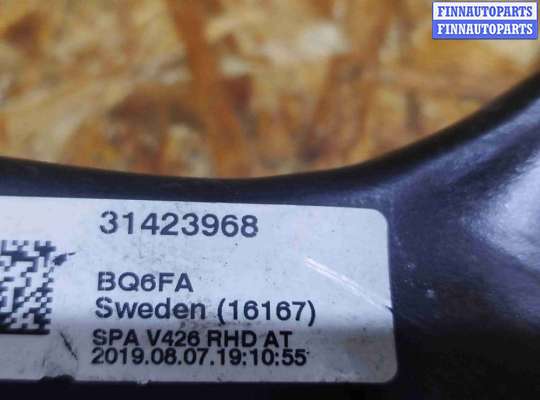 FINNAUTOPARTS
FINNAUTOPARTS
31423968
BQ6FA
Sweden (16167)
SPA V426 RHD AT
2019.08.07.19:10:55